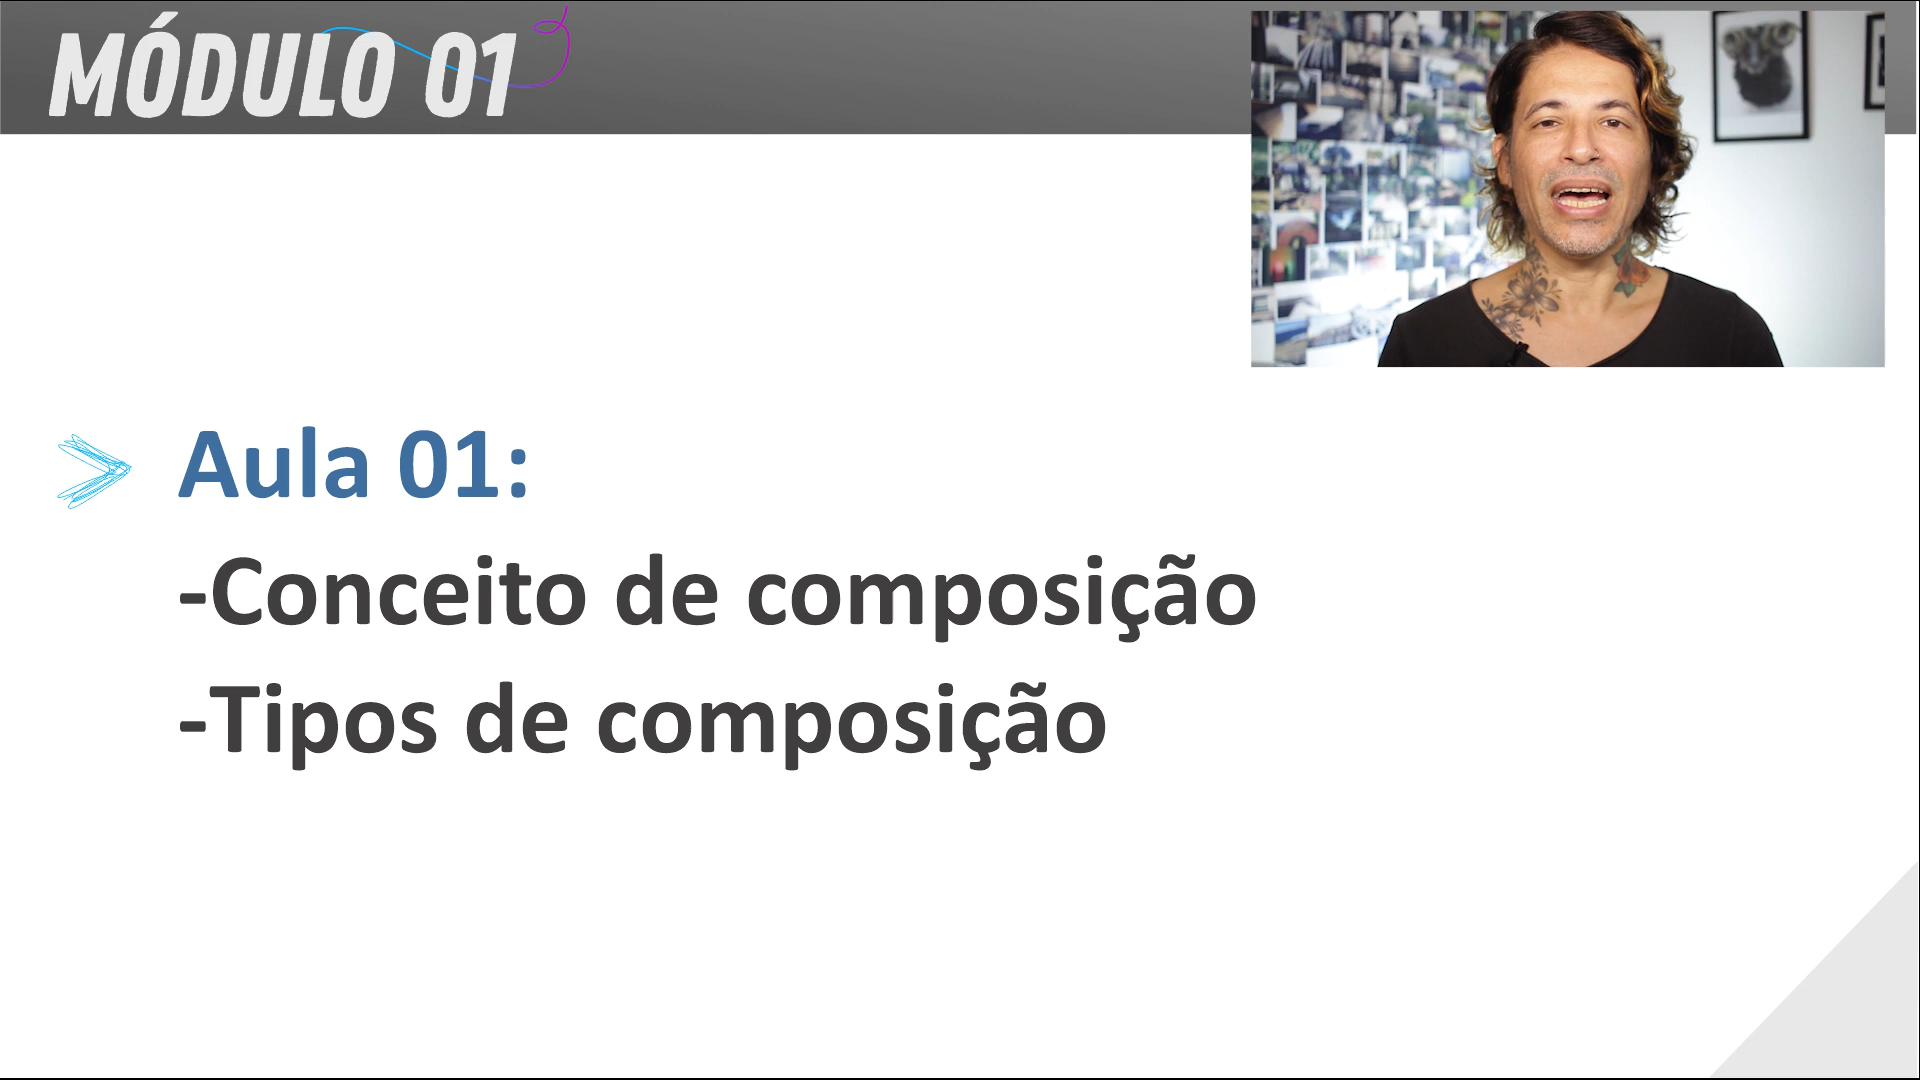 MÓDULO 01
Aula 01:
-Conceito de composição
-Tipos de composição